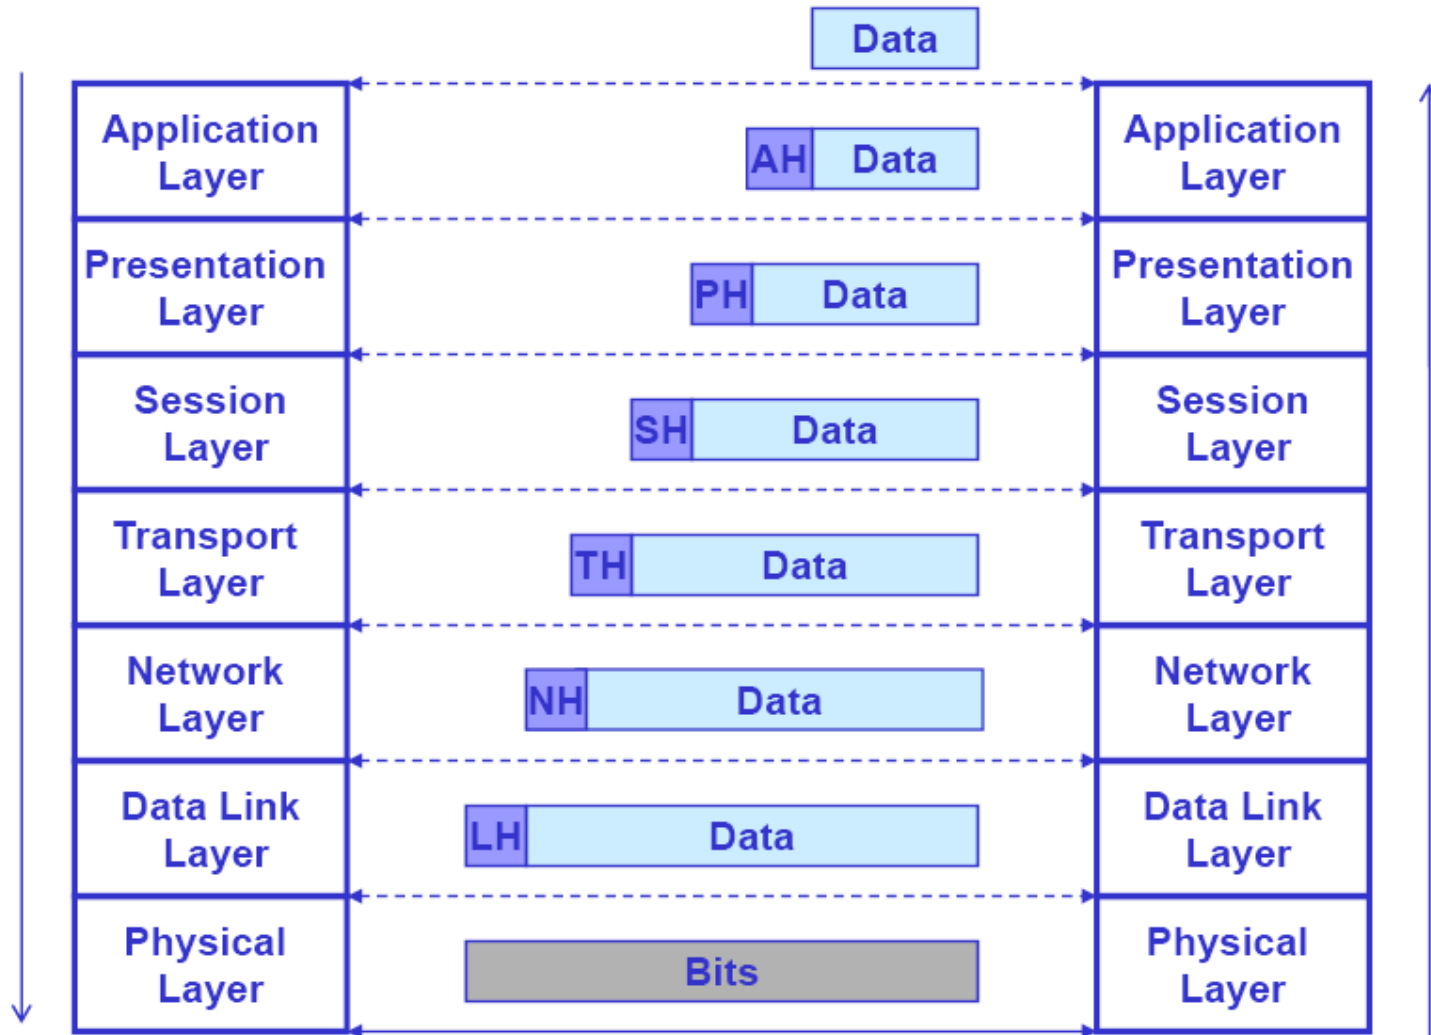 Data
Application
Layer
AH Data
Application
Layer
Presentation
Layer
PH Data
Presentation
Layer
Session
Layer
SH Data
Session
Layer
Transport
Layer
TH Data
Transport
Layer
Network
Layer
NH Data
Network
Layer
Data Link
Layer
LH Data
Data Link
Layer
Physical
Layer
Bits
Physical
Layer